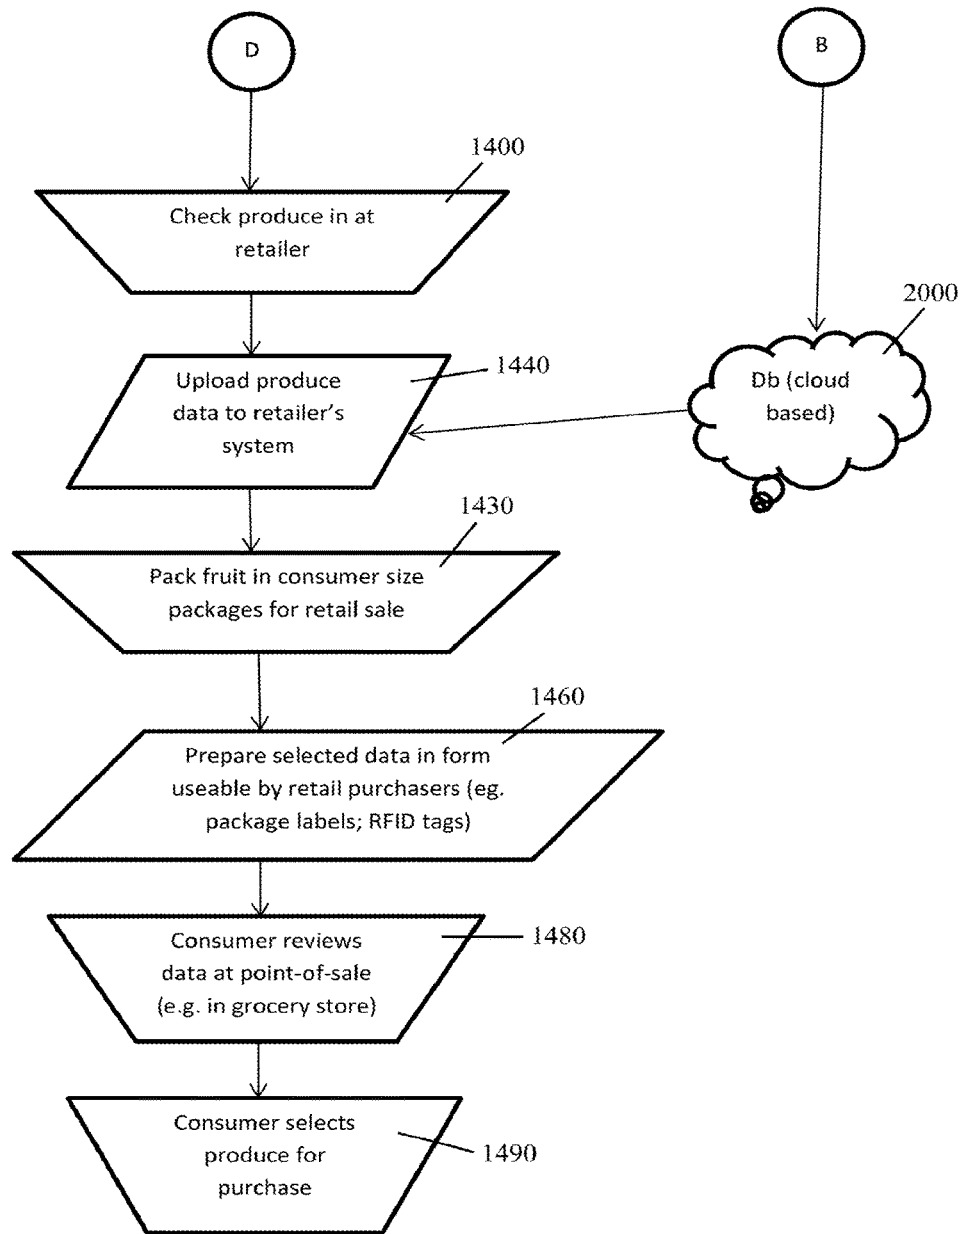 D
B
1400
Check produce in at
retailer
2000
1440
Upload produce
data to retailer's
system
Db (cloud
based)
1430
Pack fruit in consumer size
packages for retail sale
1460
Prepare selected data in form
useable by retail purchasers (eg.
package labels; RFID tags)
1480
Consumer reviews
data at point-of-sale
(e.g. in grocery store)
Consumer selects
produce for
purchase
1490